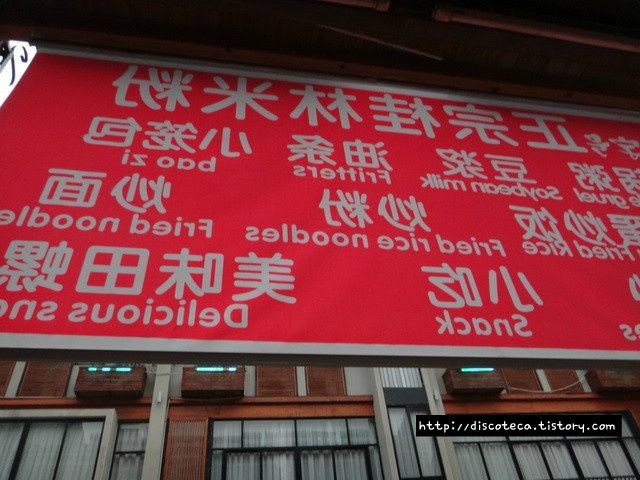 正宗桂林米粉
粥 豆浆 油条 小笼包
gruel Soybean milk Fritters bao zi
炒饭 炒粉 炒面
Fried Rice Fried rice noodles Fried noodles
小吃 美味田螺
Snack Delicious
http://discoteca.tistory.com